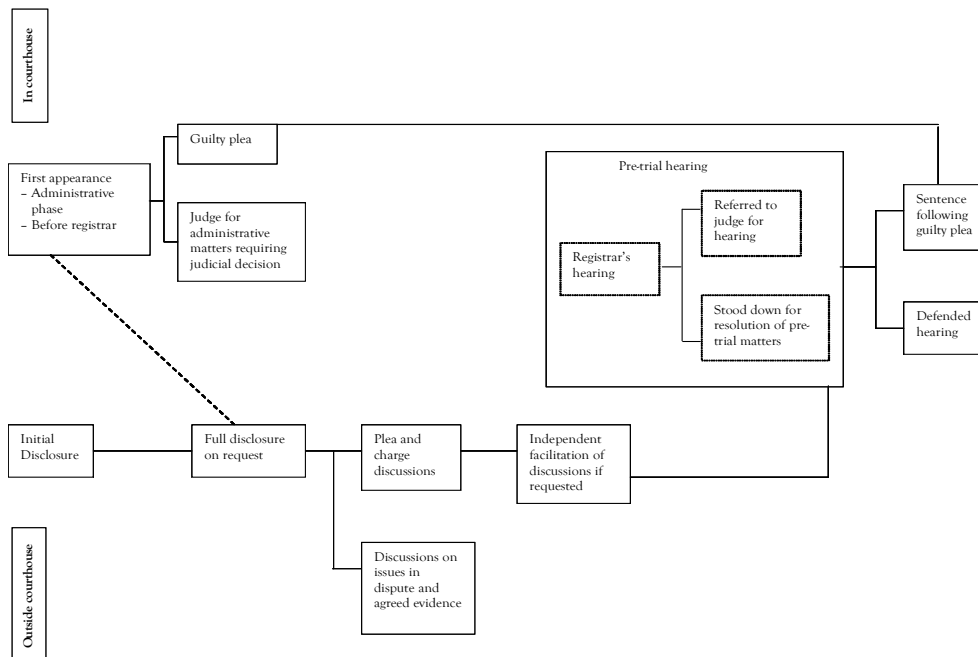 In courthouse
Guilty plea
First appearance
– Administrative
phase
– Before registrar
Judge for
administrative
matters requiring
judicial decision
Pre-trial hearing
Registrar's
hearing
Referred to
judge for
hearing
Stood down for
resolution of pre-
trial matters
Sentence
following
guilty plea
Defended
hearing
Initial
Disclosure
Full disclosure
on request
Plea and
charge
discussions
Independent
facilitation of
discussions if
requested
Discussions on
issues in
dispute and
agreed evidence
Outside courthouse